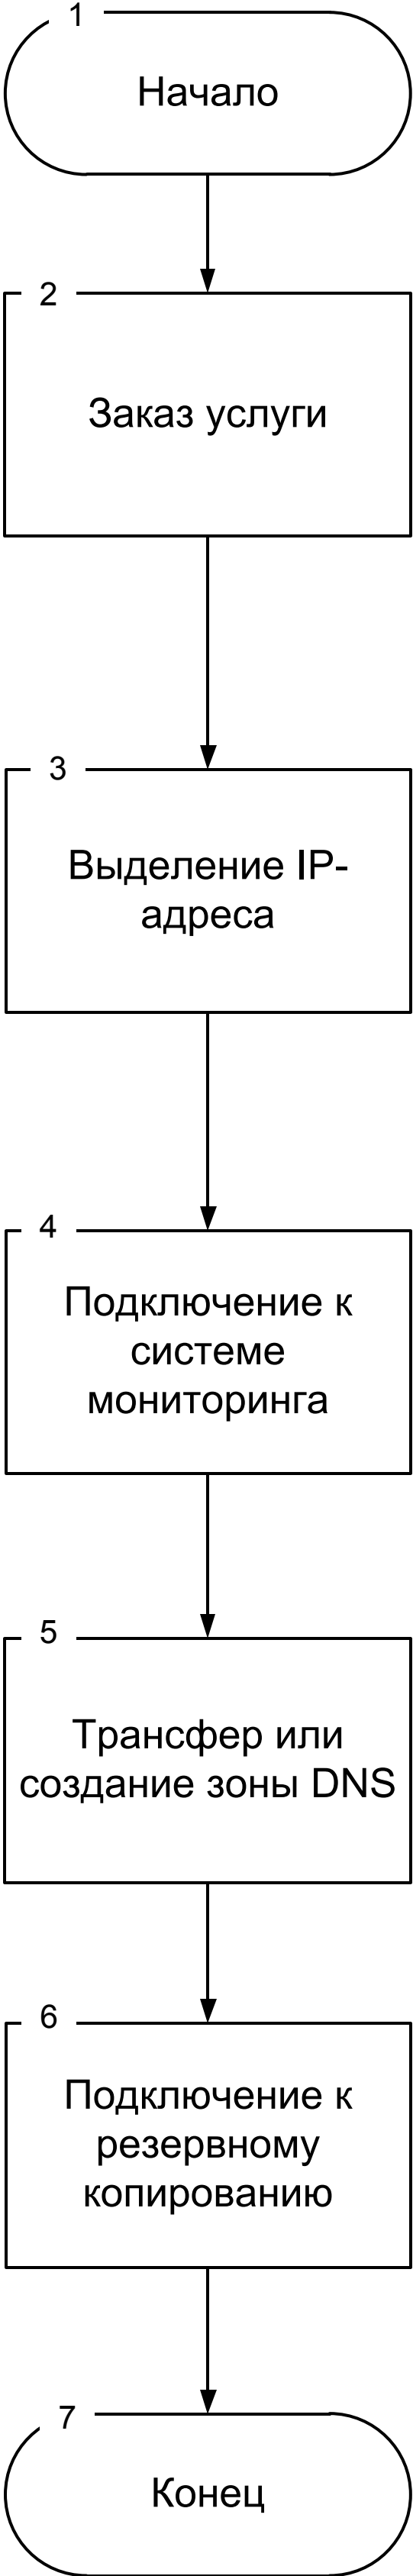 1
Начало
2
Заказ услуги
3
Выделение IP-
адреса
4
Подключение к
системе
мониторинга
5
Трансфер или
создание зоны DNS
6
Подключение к
резервному
копированию
7
Конец